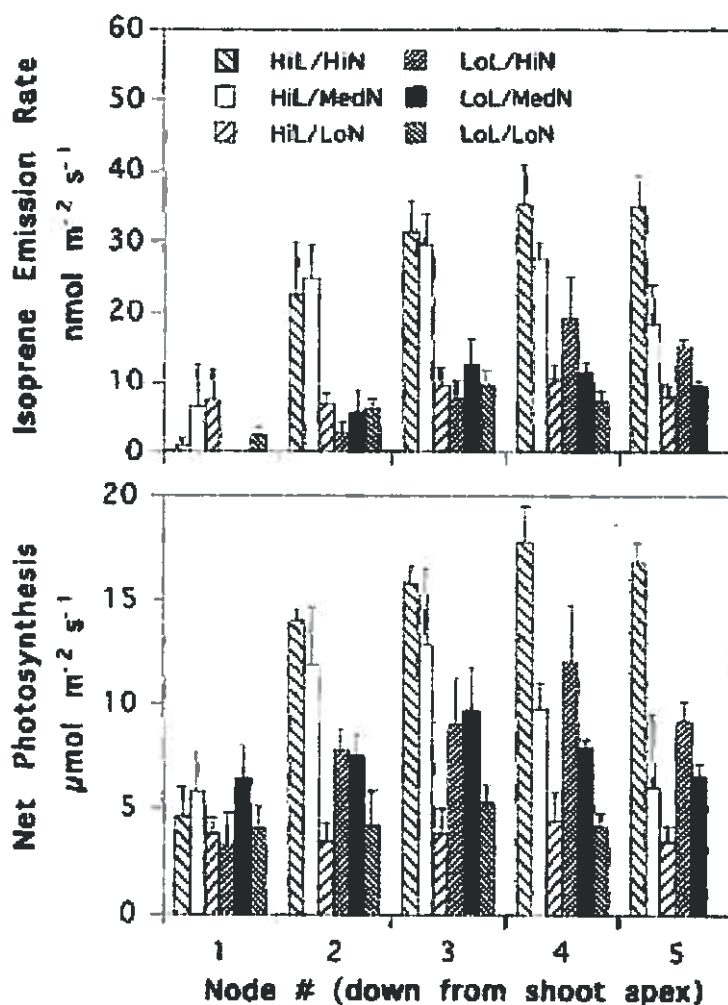 Isoprene Emission Rate
nmol m-2 s-1
60
50
40
30
20
10
0
HiL/HiN LoL/HiN
HiL/MedN LoL/MedN
HiL/LoN LoL/LoN
Net Photosynthesis
µmol m-2 s-1
20
15
10
5
0
1 2 3 4 5
Node # (down from shoot apex)